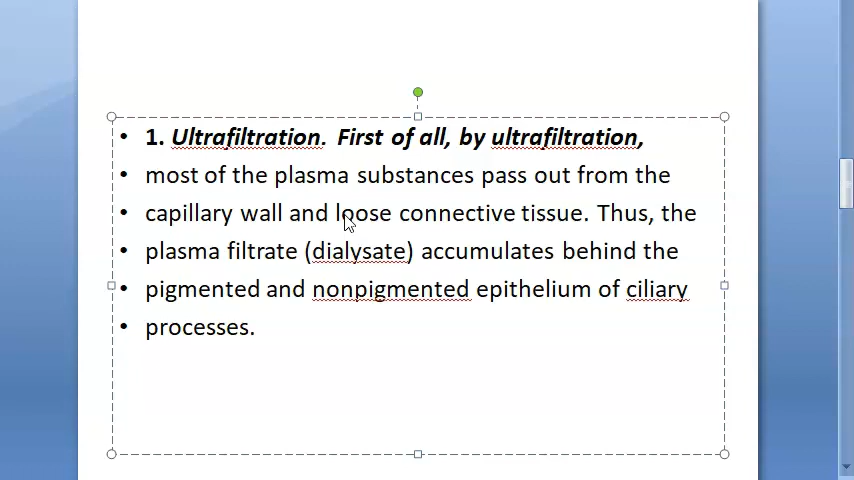 • 1. Ultrafiltration. First of all, by ultrafiltration,
• most of the plasma substances pass out from the
• capillary wall and loose connective tissue. Thus, the
• plasma filtrate (dialysate) accumulates behind the
• pigmented and nonpigmented epithelium of ciliary
• processes.